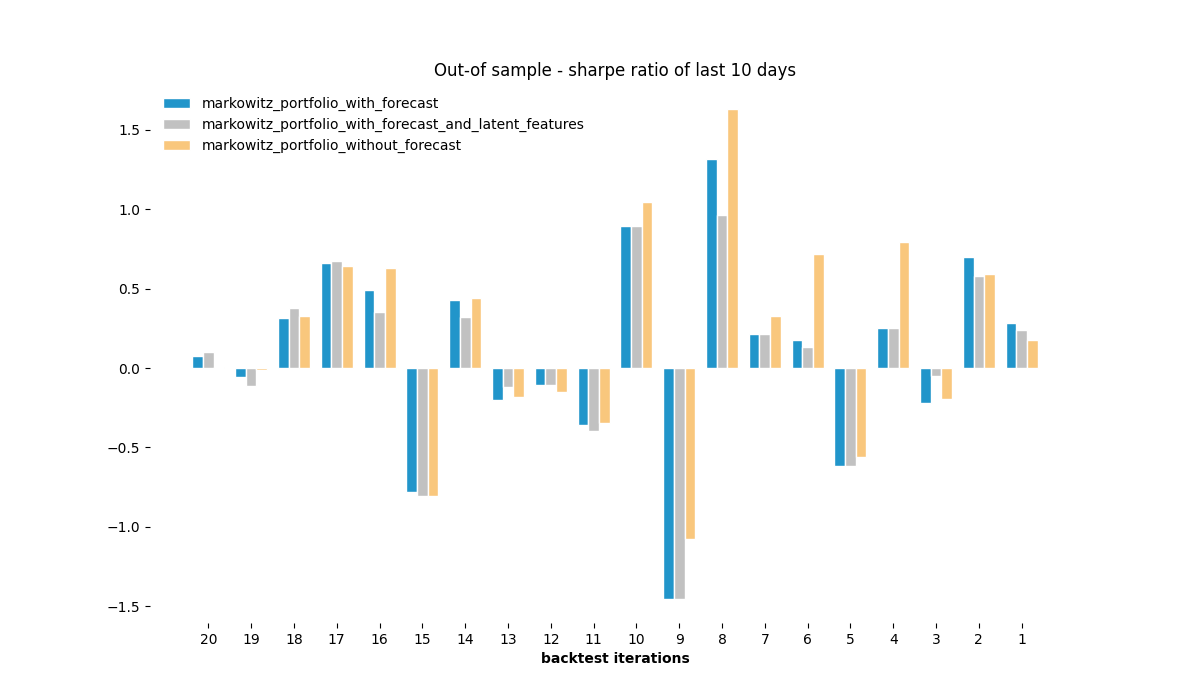 Out-of sample - sharpe ratio of last 10 days
markowitz_portfolio_with_forecast
markowitz_portfolio_with_forecast_and_latent_features
markowitz_portfolio_without_forecast
1.5
1.0
0.5
0.0
−0.5
−1.0
−1.5
20 19 18 17 16 15 14 13 12 11 10 9 8 7 6 5 4 3 2 1
backtest iterations